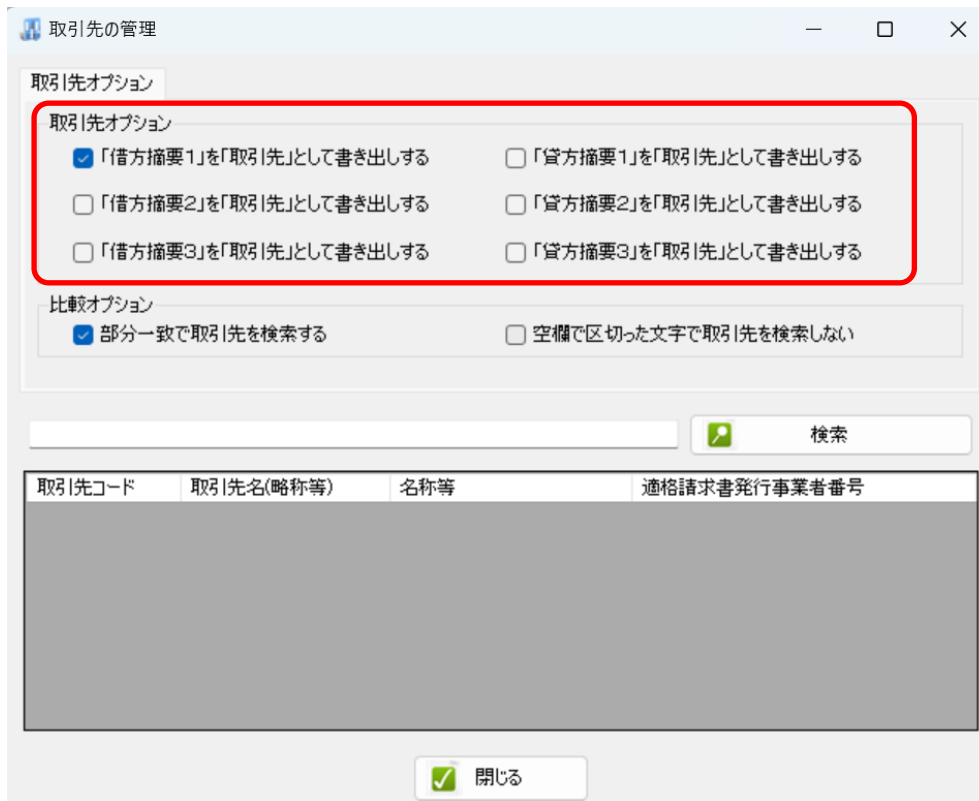 取引先の管理
取引先オプション
取引先オプション
「借方摘要1」を「取引先」として書き出しする 「貸方摘要1」を「取引先」として書き出しする
「借方摘要2」を「取引先」として書き出しする 「貸方摘要2」を「取引先」として書き出しする
「借方摘要3」を「取引先」として書き出しする 「貸方摘要3」を「取引先」として書き出しする
比較オプション
部分一致で取引先を検索する 空欄で区切った文字で取引先を検索しない
検索
取引先コード 取引先名(略称等) 名称等 適格請求書発行事業者番号
閉じる